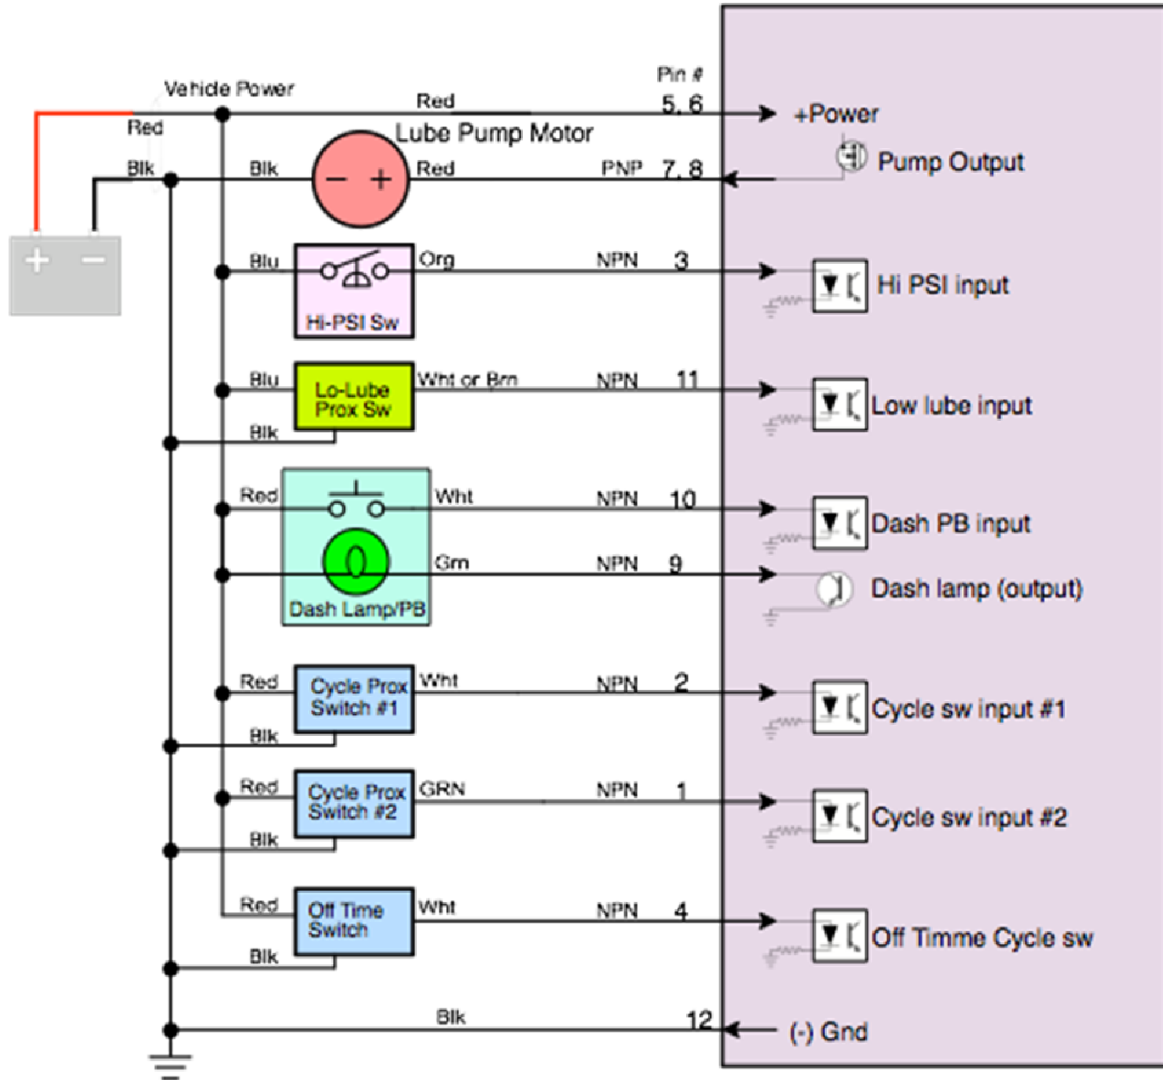 Pin #
Vehicle Power
Red
Red
5, 6
+Power
Lube Pump Motor
Blk
Blk
− +
Red
PNP
7, 8
Pump Output
+ −
Blu
Org
NPN
3
Hi PSI input
Hi-PSI Sw
Blu
Lo-Lube
Prox Sw
Wht or Brn
NPN
11
Low lube input
Blk
Red
Wht
NPN
10
Dash PB input
Grn
NPN
9
Dash lamp (output)
Dash Lamp/PB
Red
Cycle Prox
Switch #1
Wht
NPN
2
Cycle sw input #1
Blk
Red
Cycle Prox
Switch #2
GRN
NPN
1
Cycle sw input #2
Blk
Red
Off Time
Switch
Wht
NPN
4
Off Timme Cycle sw
Blk
Blk
12
(-) Gnd